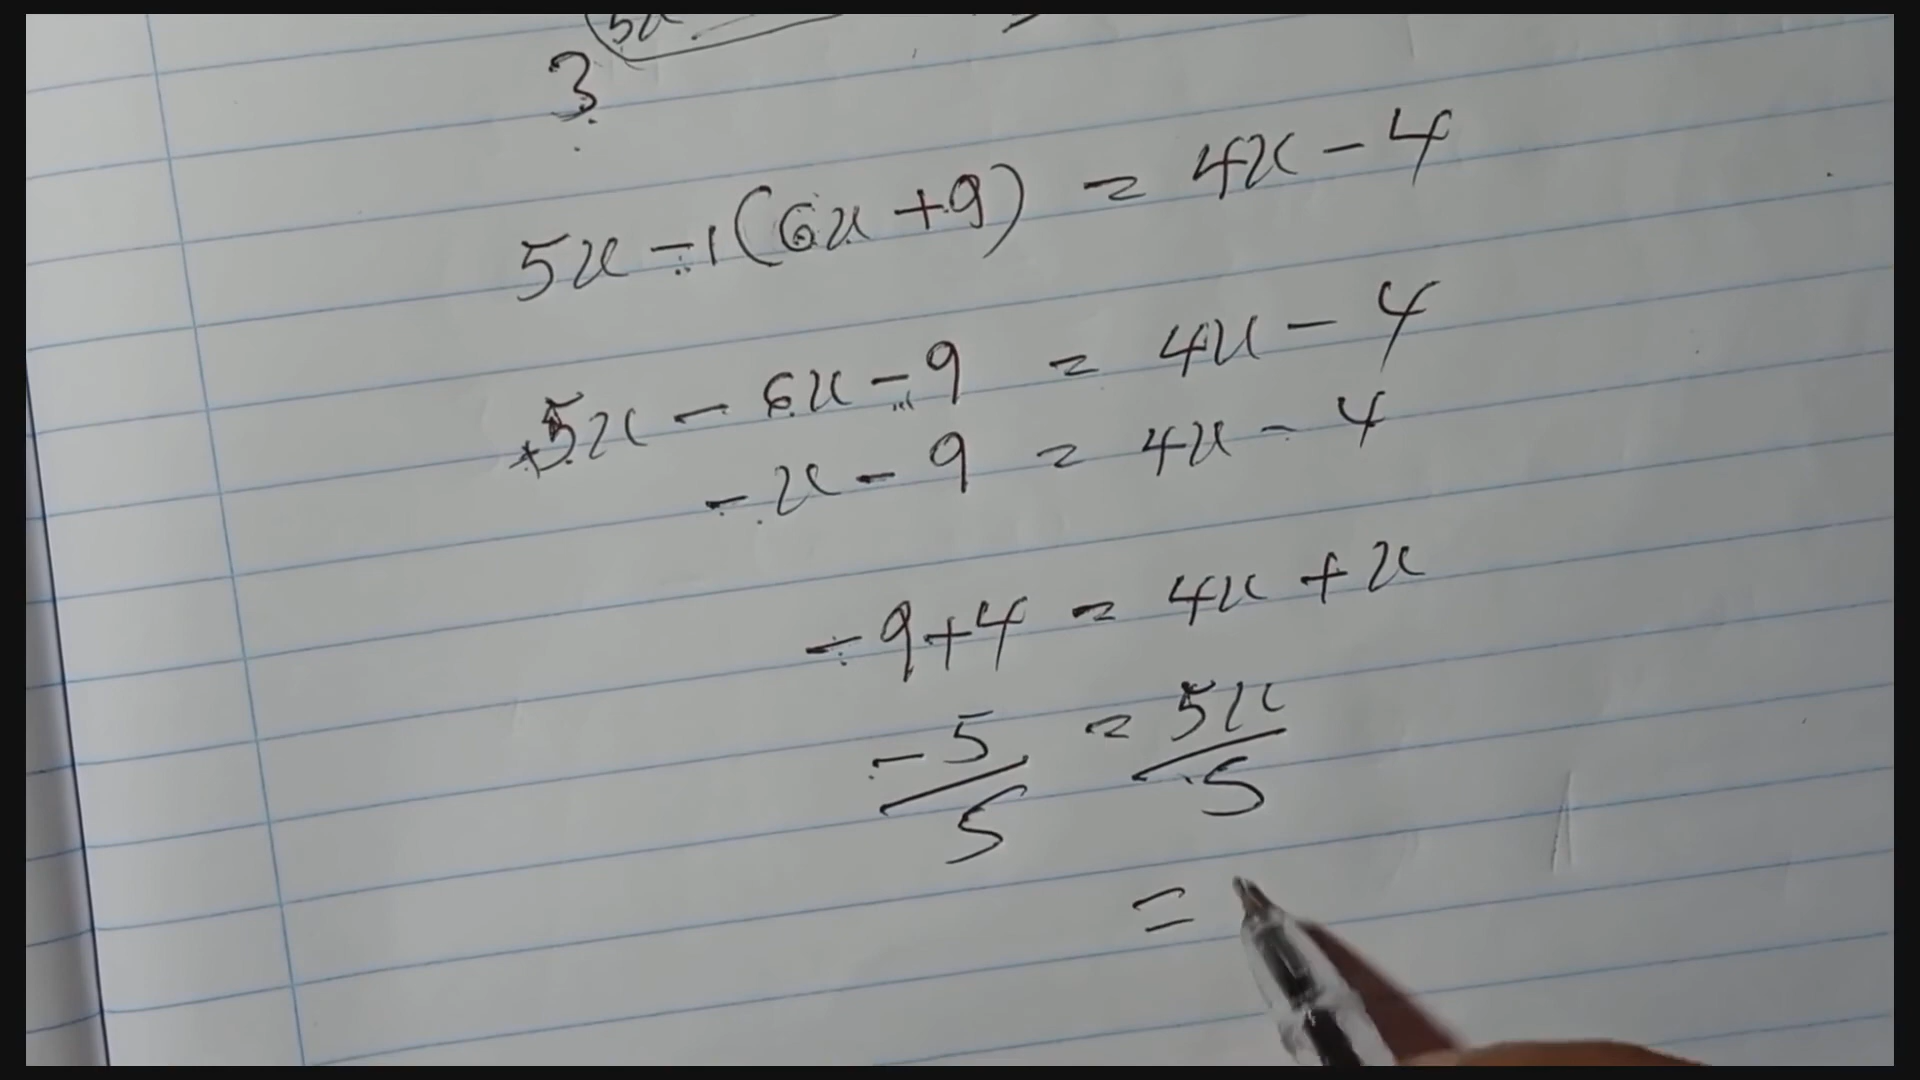 5x
3
5x - 1(6x + 9) = 4x - 4
5x - 6x - 9 = 4x - 4
- x - 9 = 4x - 4
- 9 + 4 = 4x + x
- 5 = 5x
5 5
=